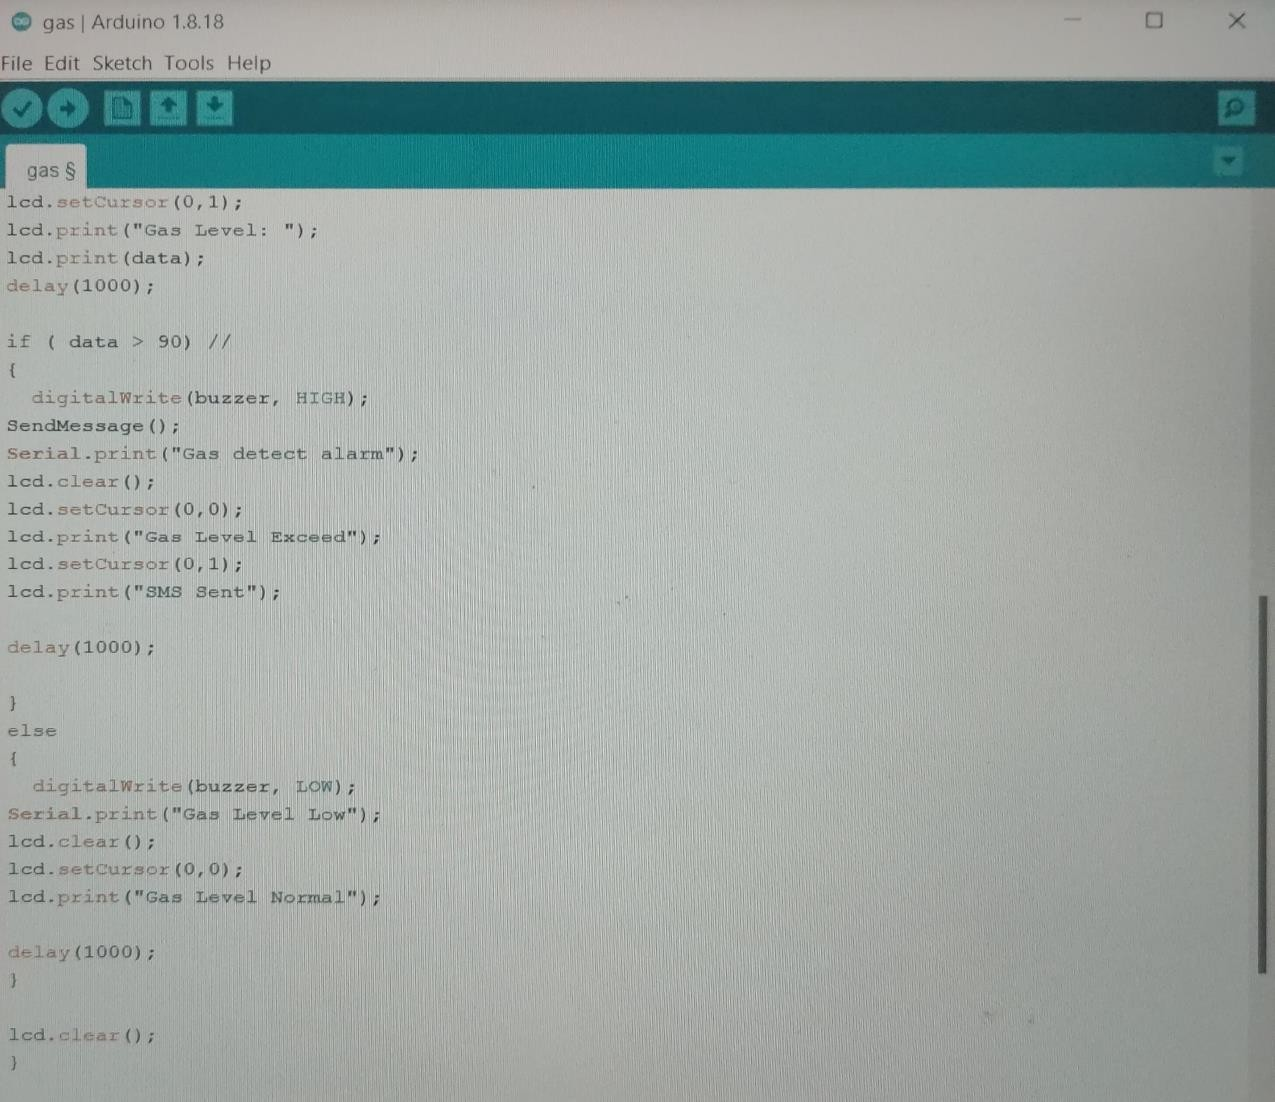 gas | Arduino 1.8.18
File Edit Sketch Tools Help
gas §
lcd.setCursor(0,1);
lcd.print("Gas Level: ");
lcd.print(data);
delay(1000);
if ( data > 90) //
{
digitalWrite(buzzer, HIGH);
SendMessage();
Serial.print("Gas detect alarm");
lcd.clear();
lcd.setCursor(0,0);
lcd.print("Gas Level Exceed");
lcd.setCursor(0,1);
lcd.print("SMS Sent");
delay(1000);
}
else
{
digitalWrite(buzzer, LOW);
Serial.print("Gas Level Low");
lcd.clear();
lcd.setCursor(0,0);
lcd.print("Gas Level Normal");
delay(1000);
}
lcd.clear();
}